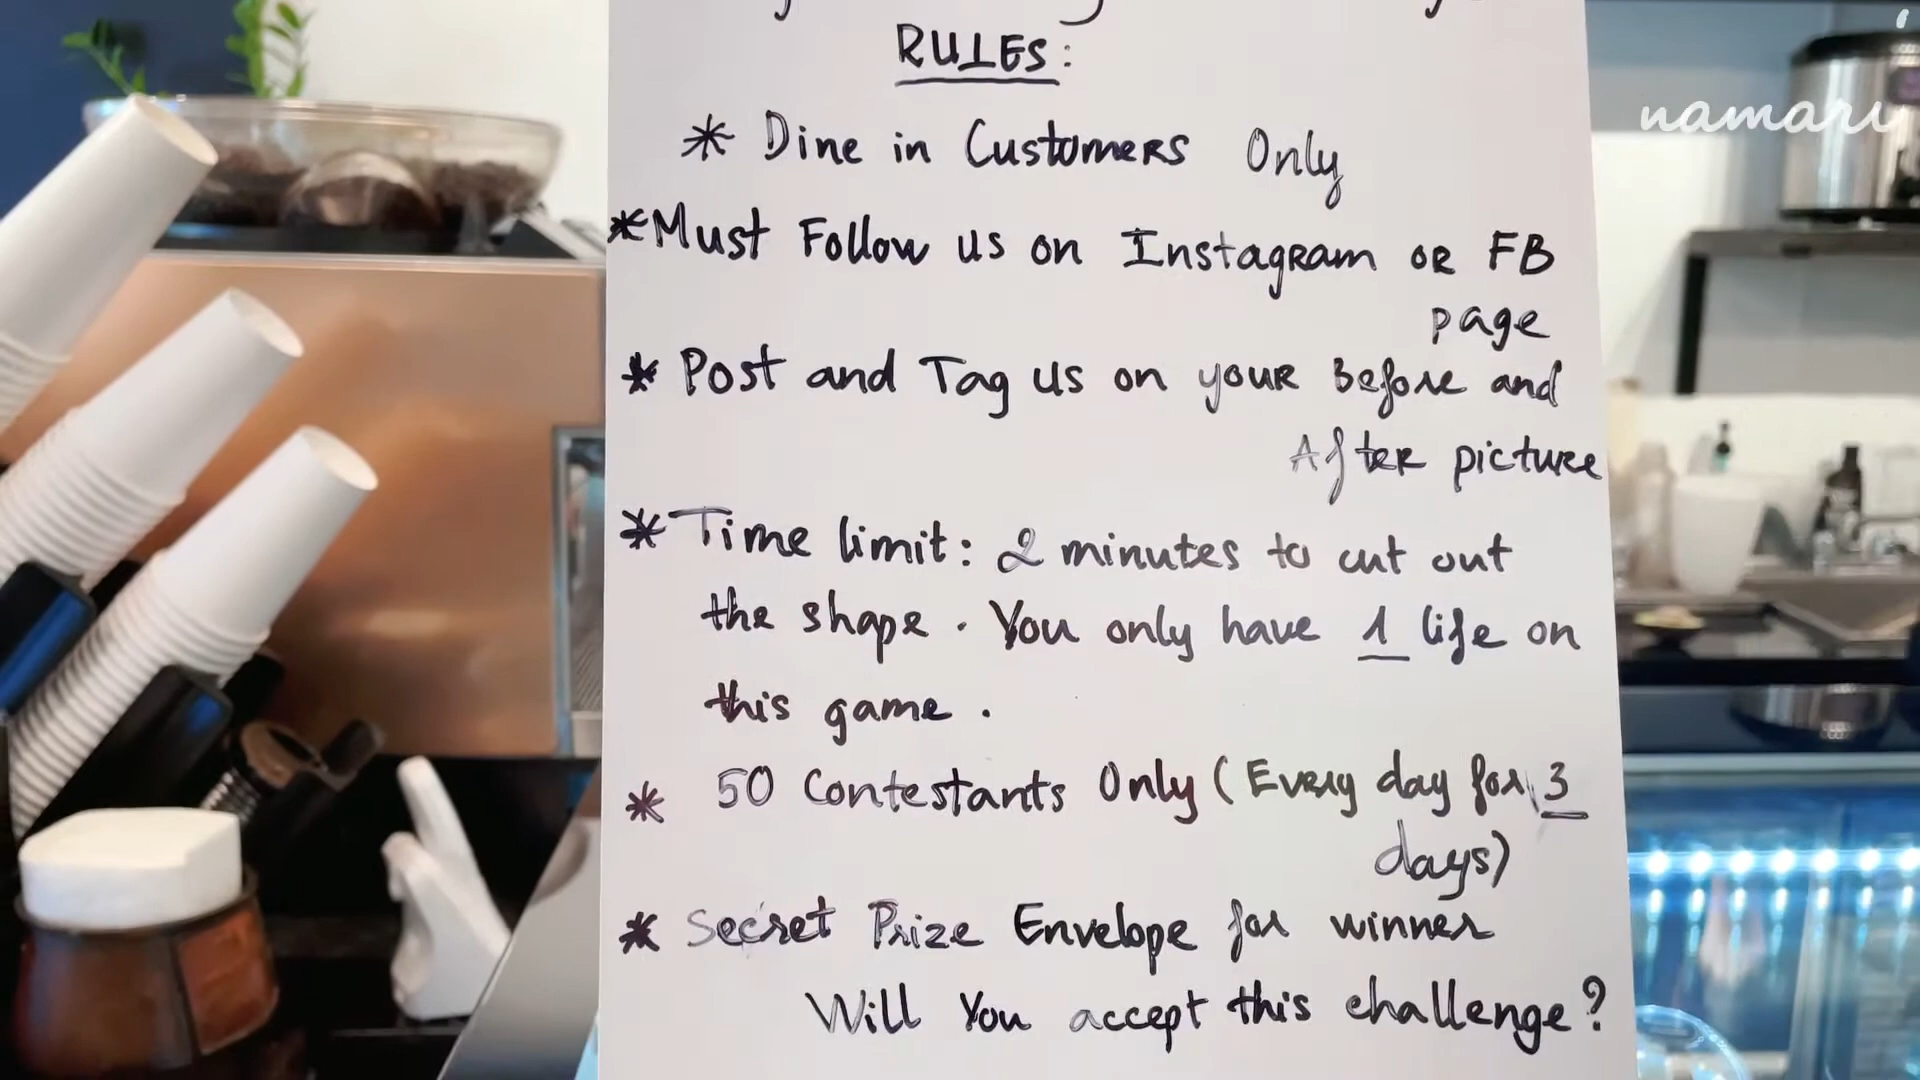 RULES:
* Dine in Customers Only
namari
* Must Follow us on Instagram or FB
page
* Post and Tag us on your Before and
After picture
* Time limit: 2 minutes to cut out
the shape. You only have 1 life on
this game.
* 50 Contestants Only (Every day for 3
days)
* Secret Prize Envelope for winner
Will You accept this challenge?